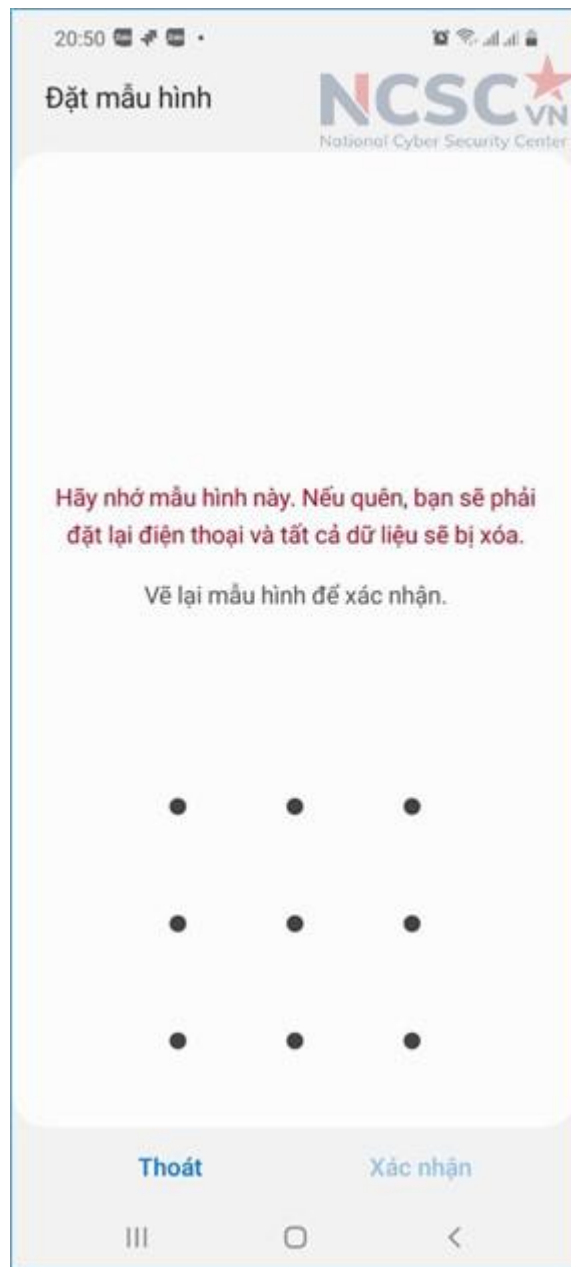 20:50
Đặt mẫu hình
NCSC VN
National Cyber Security Center
Hãy nhớ mẫu hình này. Nếu quên, bạn sẽ phải
đặt lại điện thoại và tất cả dữ liệu sẽ bị xóa.
Vẽ lại mẫu hình để xác nhận.
Thoát Xác nhận